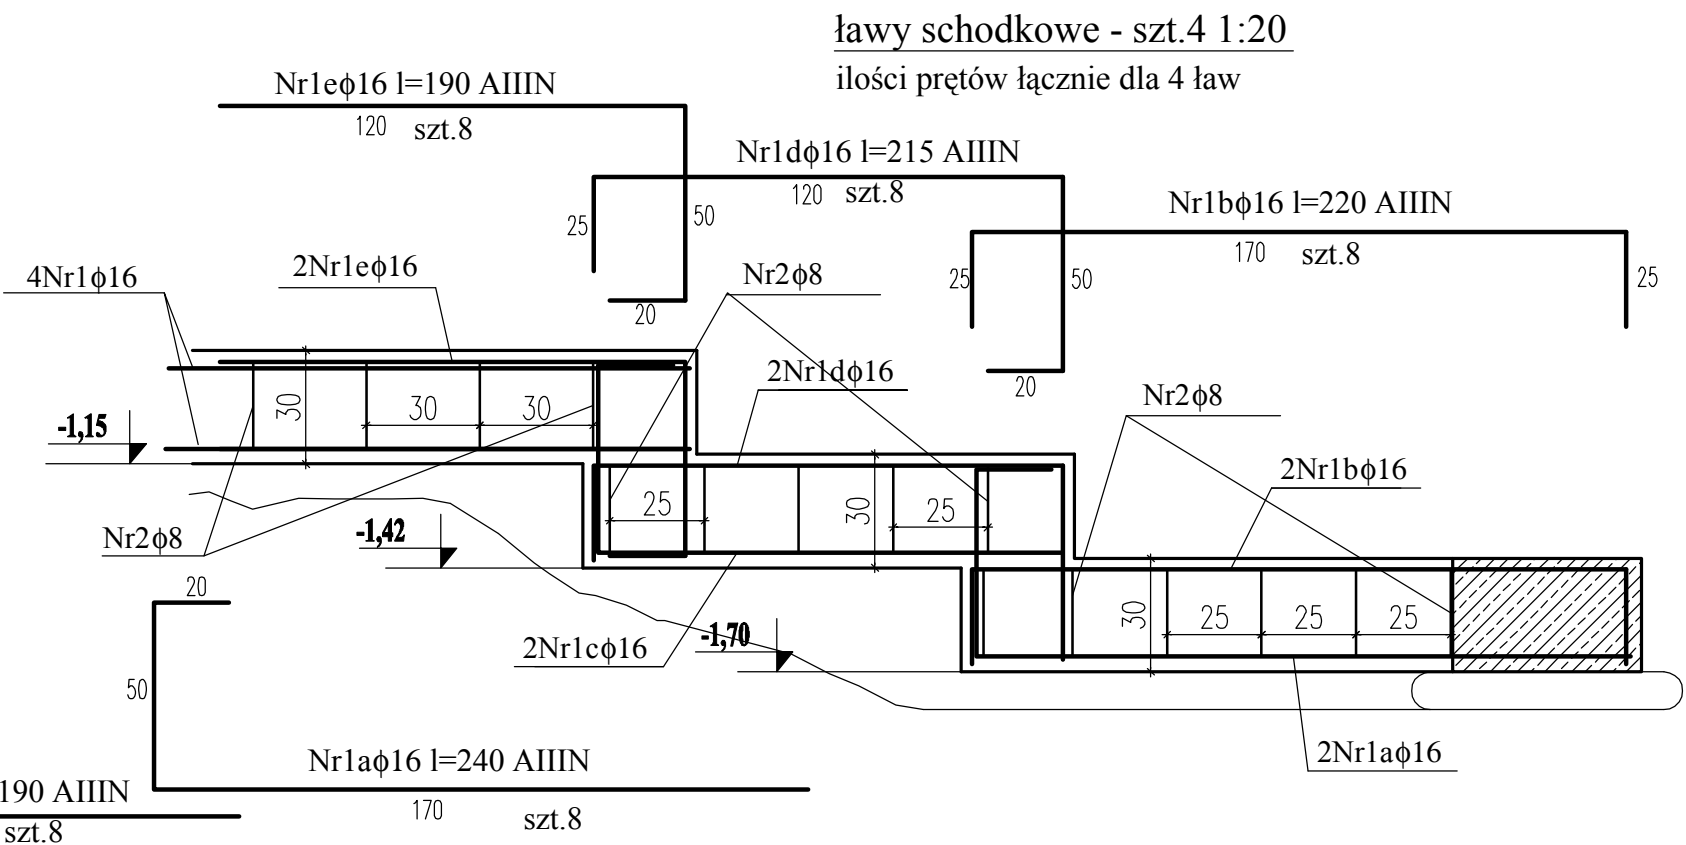 ławy schodkowe - szt.4 1:20
ilości prętów łącznie dla 4 ław
Nr1eϕ16 l=190 AIIIN
120 szt.8
50
20
Nr1dϕ16 l=215 AIIIN
120 szt.8
25
50
20
Nr1bϕ16 l=220 AIIIN
170 szt.8
25
25
4Nr1ϕ16
2Nr1eϕ16
Nr2ϕ8
2Nr1dϕ16
Nr2ϕ8
2Nr1bϕ16
30
30
30
-1,15
Nr2ϕ8
25
30
25
-1,42
2Nr1cϕ16
-1,70
30
25
25
25
2Nr1aϕ16
20
50
Nr1aϕ16 l=240 AIIIN
170 szt.8
190 AIIIN
szt.8